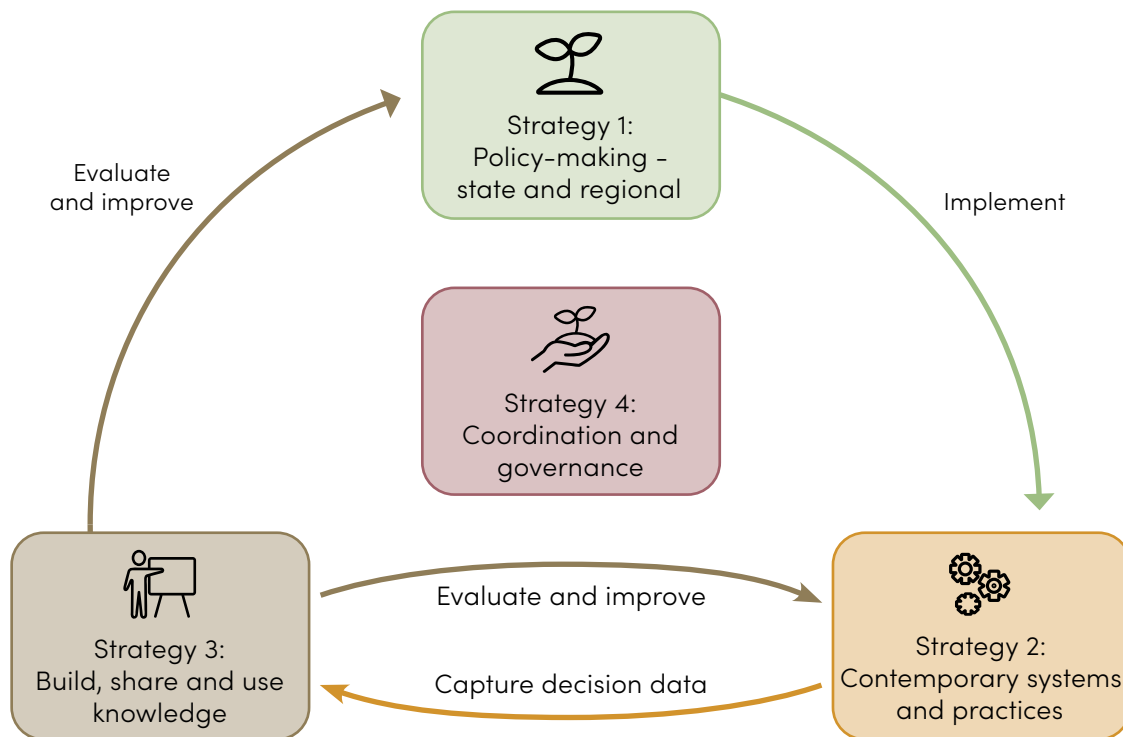 Strategy 1:
Policy-making -
state and regional
Evaluate
and improve
Implement
Strategy 4:
Coordination and
governance
Evaluate and improve
Strategy 3:
Build, share and use
knowledge
Capture decision data
Strategy 2:
Contemporary systems
and practices